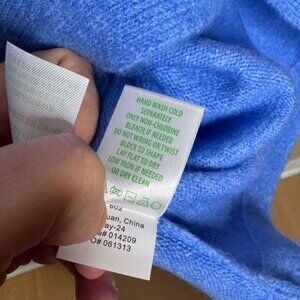 HAND WASH COLD
SEPARATELY
ONLY NON-CHLORINE
BLEACH IF NEEDED
DO NOT WRING OR TWIST
BLOCK TO SHAPE
LAY FLAT TO DRY
LOW IRON IF NEEDED
OR DRY CLEAN
602
uan, China
ay-24
# 014209
O# 061313